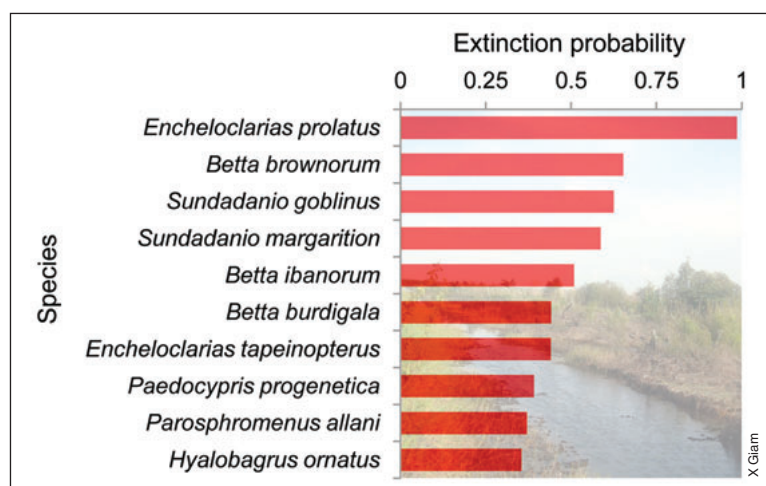 Extinction probability
0 0.25 0.5 0.75 1
Species
Encheloclarias prolatus
Betta brownorum
Sundadanio goblinus
Sundadanio margarition
Betta ibanorum
Betta burdigala
Encheloclarias tapeinopterus
Paedocypris progenetica
Parosphromenus allani
Hyalobagrus ornatus
X Giam